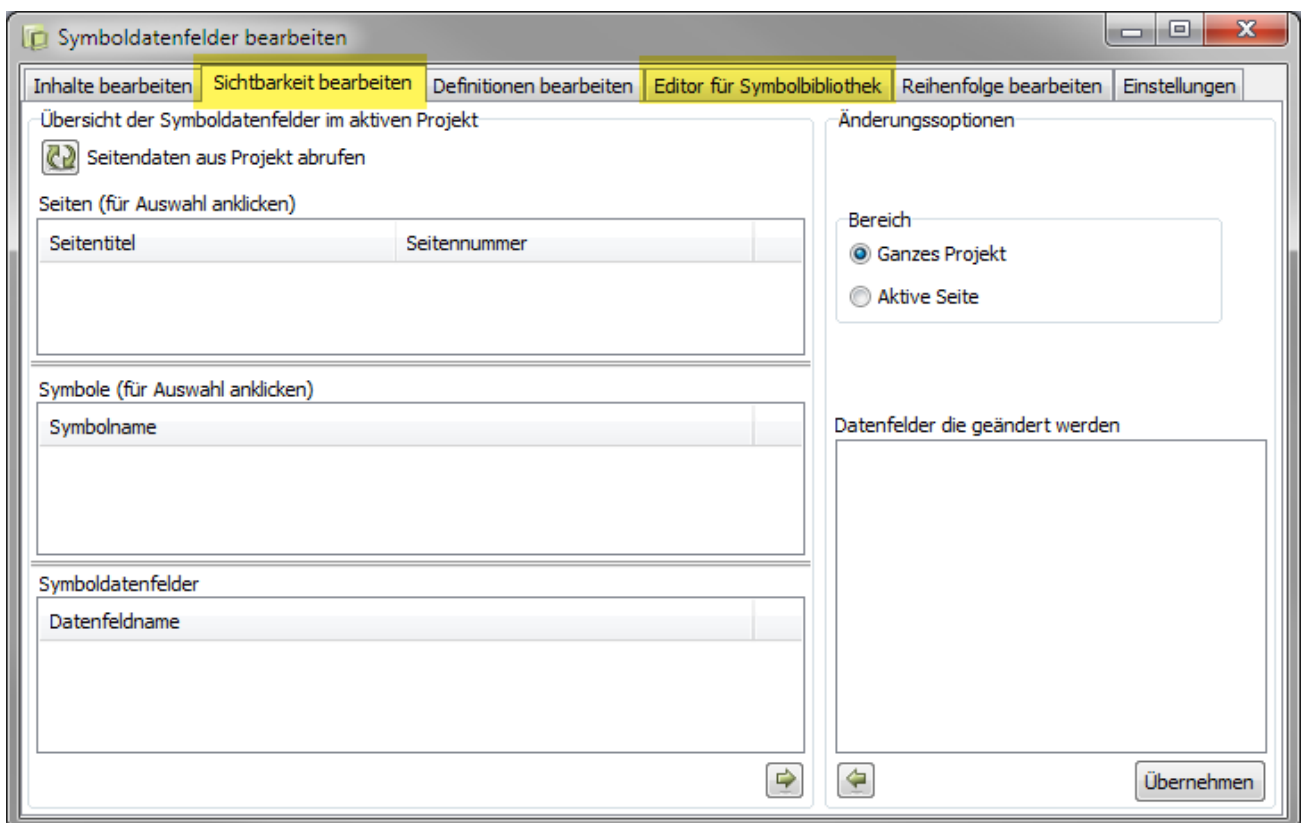 Symboldatenfelder bearbeiten
Inhalte bearbeiten Sichtbarkeit bearbeiten Definitionen bearbeiten Editor für Symbolbibliothek Reihenfolge bearbeiten Einstellungen
Übersicht der Symboldatenfelder im aktiven Projekt
Seitendaten aus Projekt abrufen
Seiten (für Auswahl anklicken)
Seitentitel Seitennummer
Symbole (für Auswahl anklicken)
Symbolname
Symboldatenfelder
Datenfeldname
Änderungssoptionen
Bereich
Ganzes Projekt
Aktive Seite
Datenfelder die geändert werden
Übernehmen